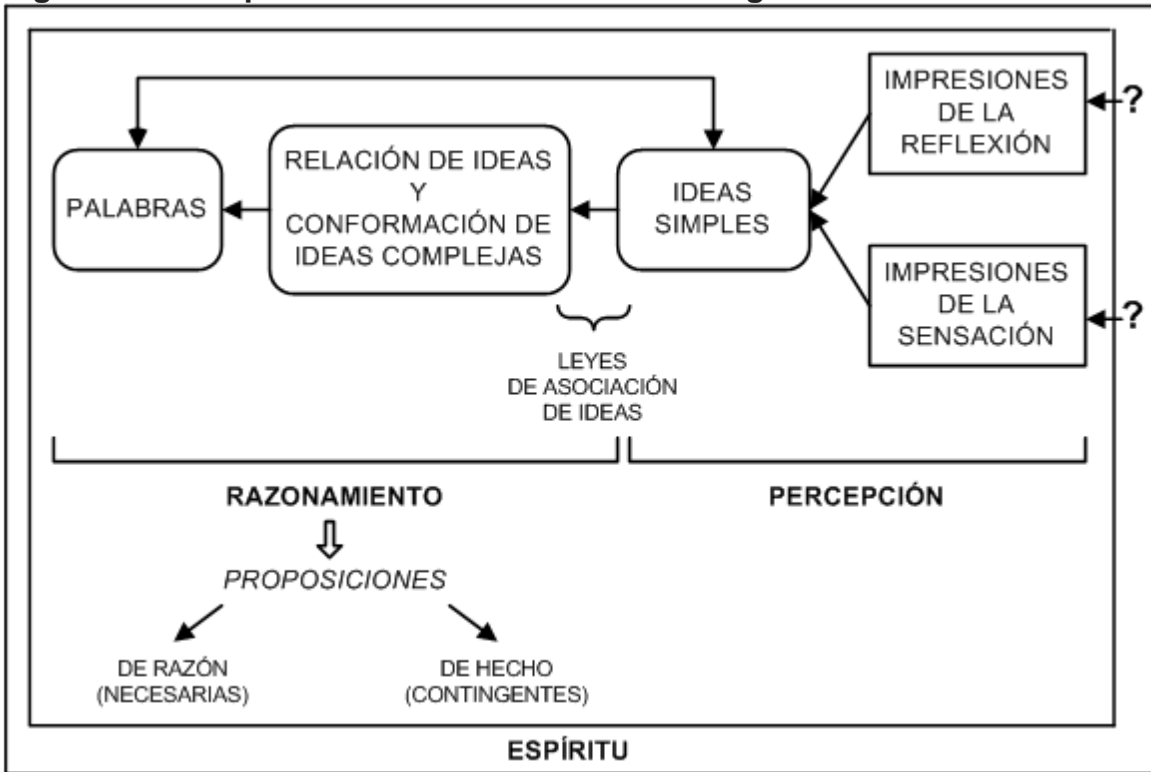 PALABRAS
RELACIÓN DE IDEAS
Y
CONFORMACIÓN DE
IDEAS COMPLEJAS
IDEAS
SIMPLES
IMPRESIONES
DE LA
REFLEXIÓN
?
IMPRESIONES
DE LA
SENSACIÓN
?
LEYES
DE ASOCIACIÓN
DE IDEAS
RAZONAMIENTO
PERCEPCIÓN
PROPOSICIONES
DE RAZÓN
(NECESARIAS)
DE HECHO
(CONTINGENTES)
ESPÍRITU